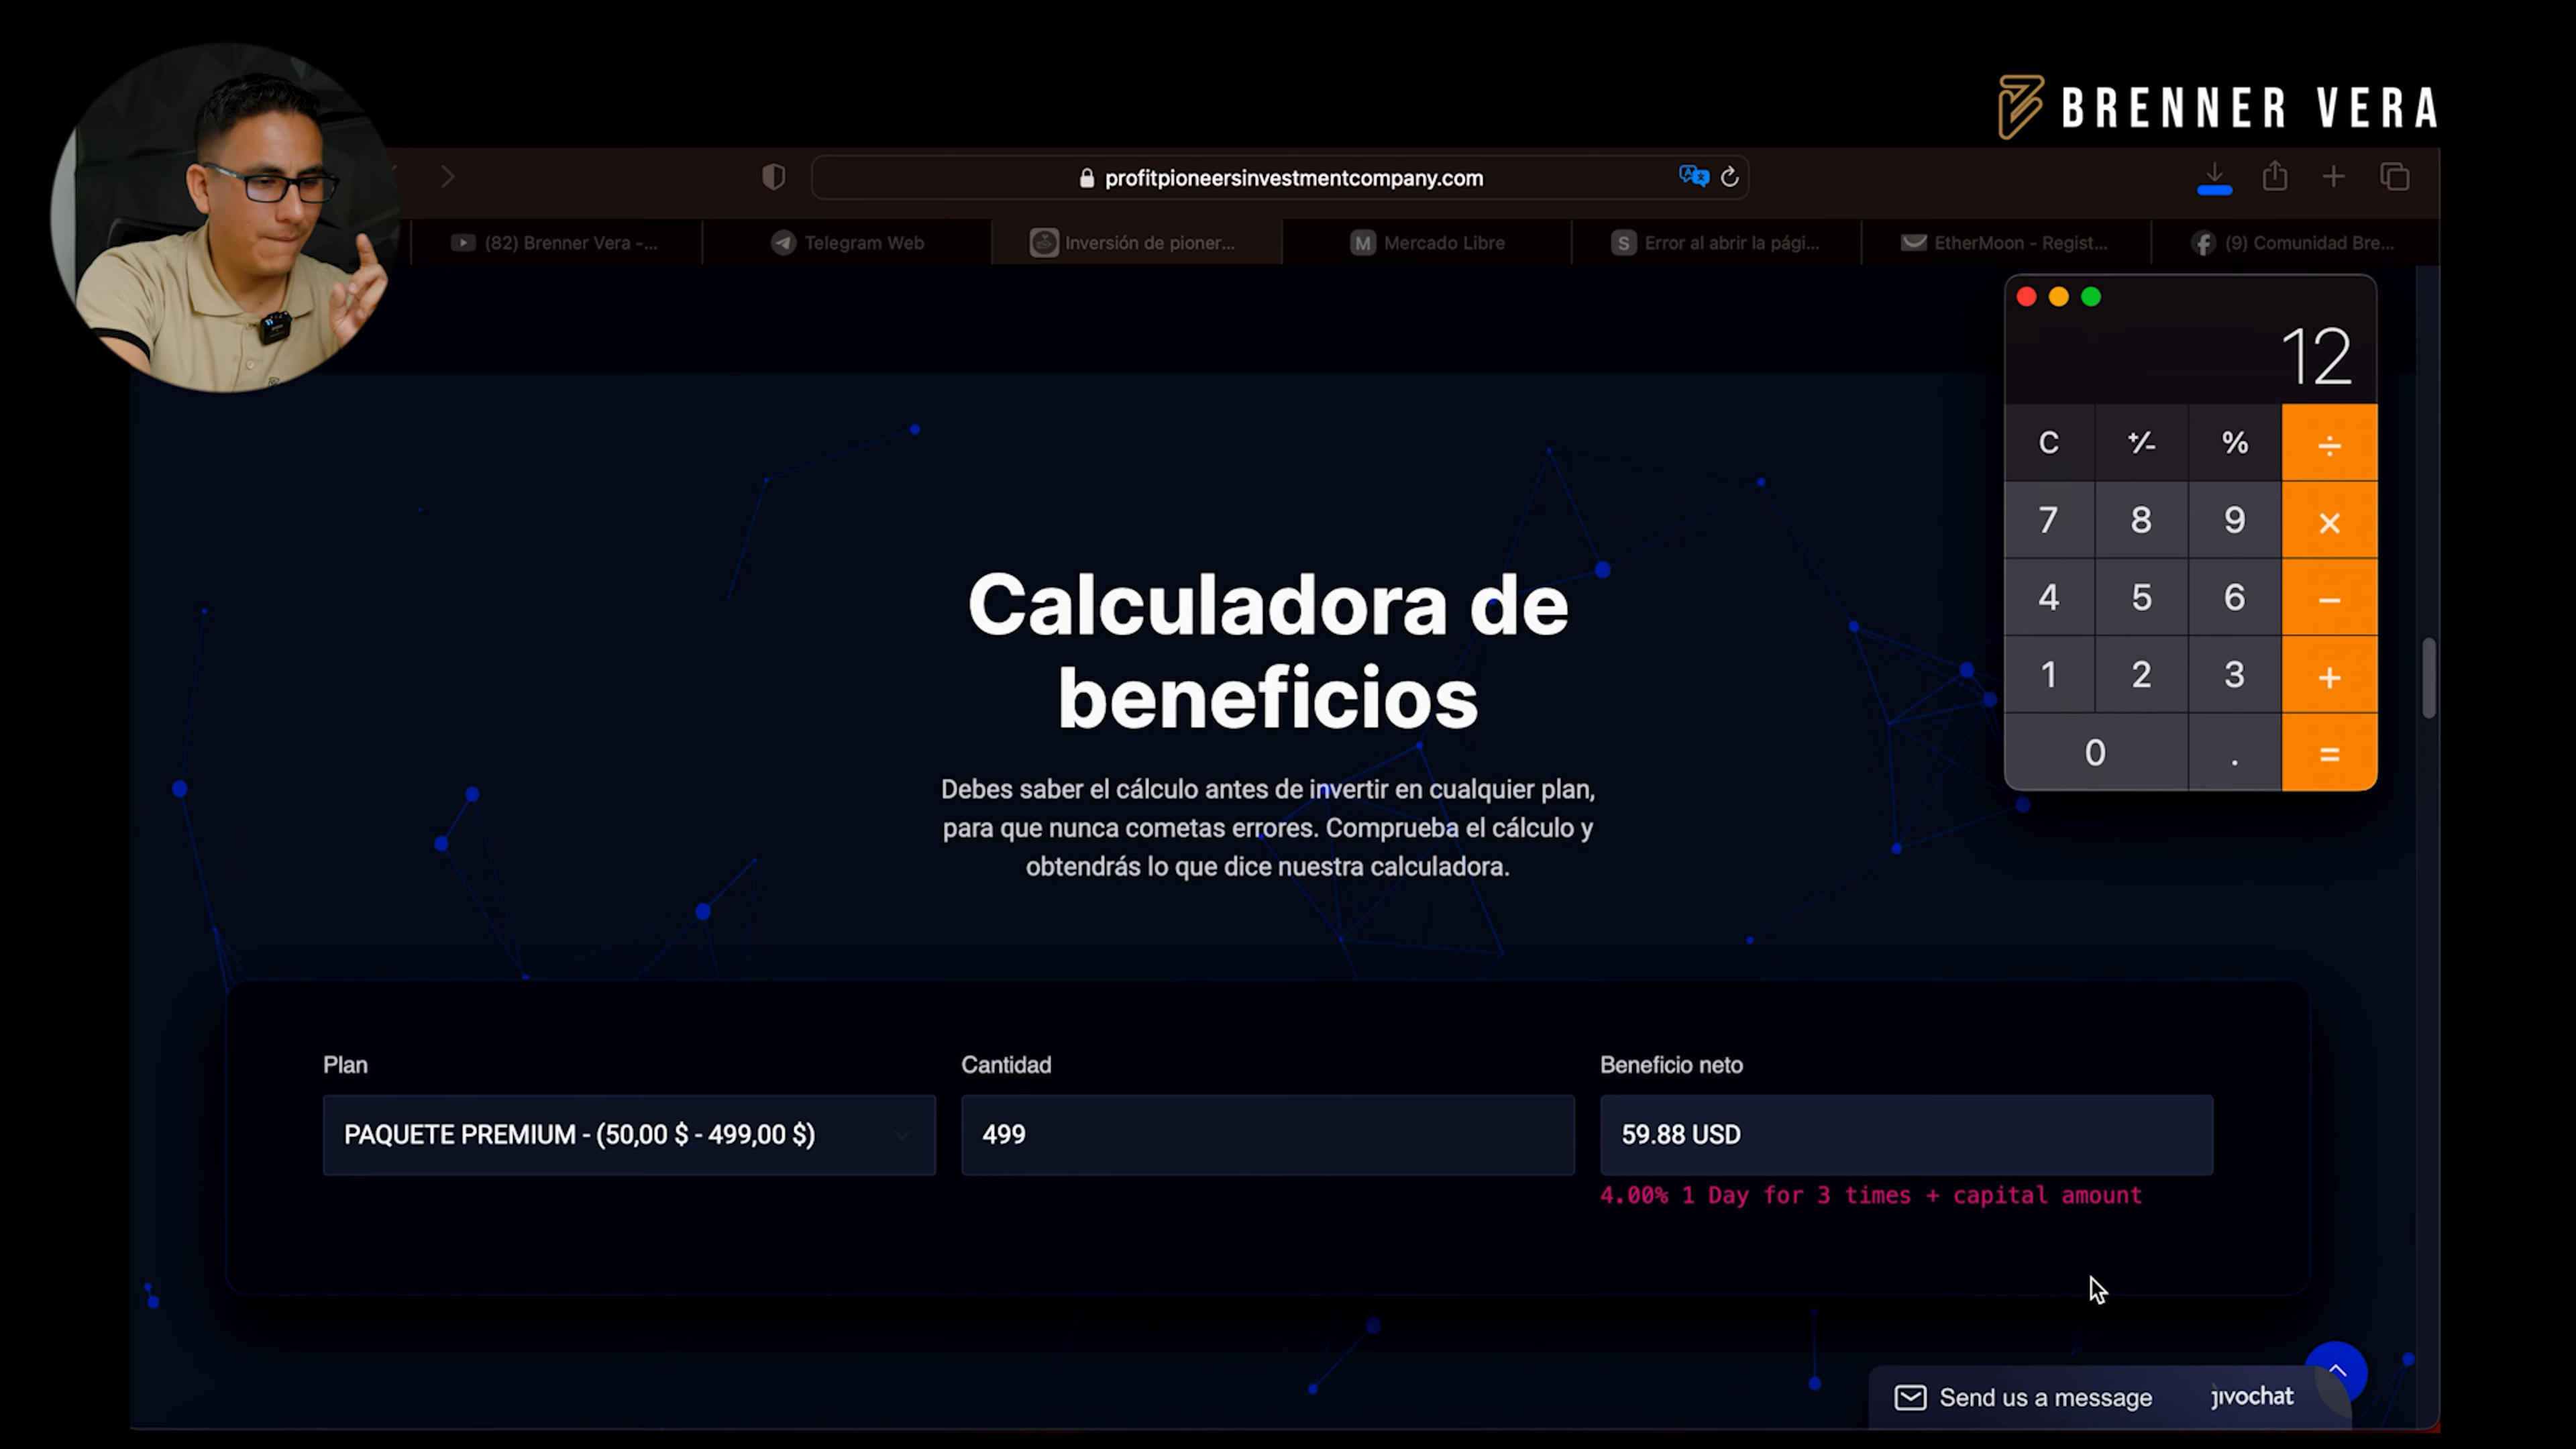 BRENNER VERA
profitpioneersinvestmentcompany.com
(82) Brenner Vera -...
Telegram Web
Inversión de pioner...
M Mercado Libre
S Error al abrir la pági...
EtherMoon - Regist...
(9) Comunidad Bre...
12
C +/- % ÷
7 8 9 ×
4 5 6 −
1 2 3 +
0 . =
Calculadora de
beneficios
Debes saber el cálculo antes de invertir en cualquier plan,
para que nunca cometas errores. Comprueba el cálculo y
obtendrás lo que dice nuestra calculadora.
Plan
Cantidad
Beneficio neto
PAQUETE PREMIUM - (50,00 $ - 499,00 $)
499
59.88 USD
4.00% 1 Day for 3 times + capital amount
Send us a message
jivochat